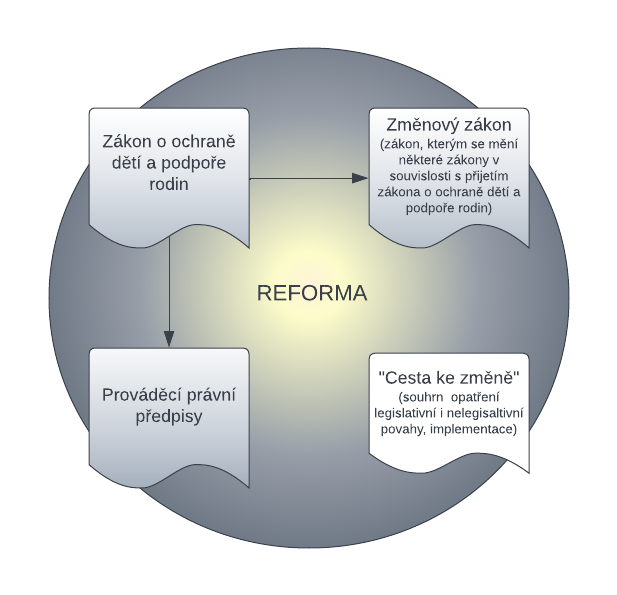 Zákon o ochraně
dětí a podpoře
rodin
Změnový zákon
(zákon, kterým se mění
některé zákony v
souvislosti s přijetím
zákona o ochraně dětí a
podpoře rodin)
REFORMA
Prováděcí právní
předpisy
"Cesta ke změně"
(souhrn opatření
legislativní i nelegisaltivní
povahy, implementace)